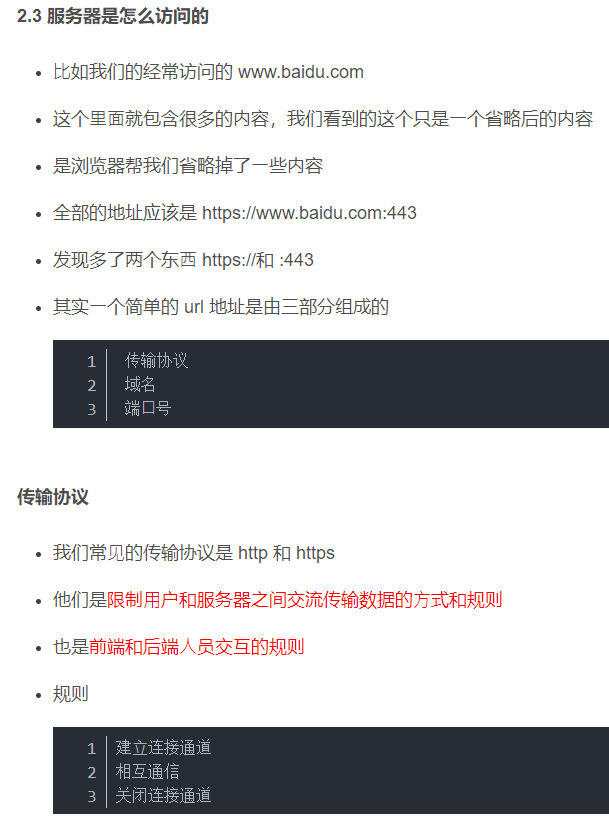 2.3 服务器是怎么访问的
比如我们的经常访问的 www.baidu.com
这个里面就包含很多的内容，我们看到的这个只是一个省略后的内容
是浏览器帮我们省略掉了一些内容
全部的地址应该是 https://www.baidu.com:443
发现多了两个东西 https://和 :443
其实一个简单的 url 地址是由三部分组成的
1 传输协议
2 域名
3 端口号
传输协议
我们常见的传输协议是 http 和 https
他们是限制用户和服务器之间交流传输数据的方式和规则
也是前端和后端人员交互的规则
规则
1 建立连接通道
2 相互通信
3 关闭连接通道